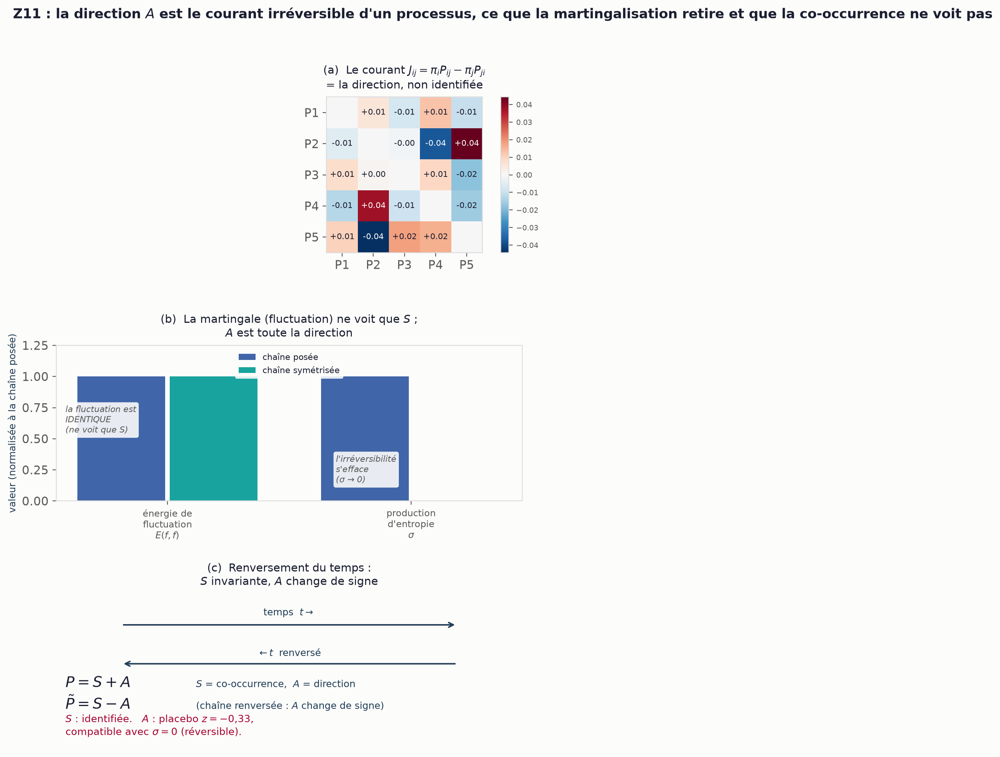 Z11 : la direction A est le courant irréversible d'un processus, ce que la martingalisation retire et que la co-occurrence ne voit pas
(a) Le courant J_ij = π_i P_ij − π_j P_ji
= la direction, non identifiée
P1 +0.01 -0.01 +0.01 -0.01
P2 -0.01 -0.00 -0.04 +0.04
P3 +0.01 +0.00 +0.01 -0.02
P4 -0.01 +0.04 -0.01 -0.02
P5 +0.01 -0.04 +0.02 +0.02
P1 P2 P3 P4 P5
0.04
0.03
0.02
0.01
0.00
−0.01
−0.02
−0.03
−0.04
(b) La martingale (fluctuation) ne voit que S ;
A est toute la direction
valeur (normalisée à la chaîne posée)
1.25
1.00
0.75
0.50
0.25
0.00
chaîne posée
chaîne symétrisée
la fluctuation est
IDENTIQUE
(ne voit que S)
l'irréversibilité
s'efface
(σ → 0)
énergie de
fluctuation
E(f, f)
production
d'entropie
σ
(c) Renversement du temps :
S invariante, A change de signe
temps t →
← t renversé
P = S + A
S = co-occurrence, A = direction
P̃ = S − A
(chaîne renversée : A change de signe)
S : identifiée. A : placebo z = −0,33,
compatible avec σ = 0 (réversible).